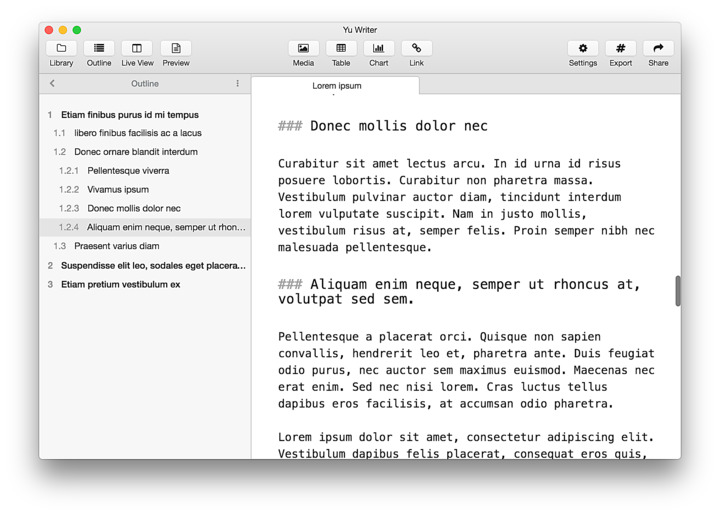 Yu Writer
Library Outline Live View Preview Media Table Chart Link Settings Export Share
Outline
Lorem ipsum
1 Etiam finibus purus id mi tempus
1.1 libero finibus facilisis ac a lacus
1.2 Donec ornare blandit interdum
1.2.1 Pellentesque viverra
1.2.2 Vivamus ipsum
1.2.3 Donec mollis dolor nec
1.2.4 Aliquam enim neque, semper ut rhon...
1.3 Praesent varius diam
2 Suspendisse elit leo, sodales eget placera...
3 Etiam pretium vestibulum ex
### Donec mollis dolor nec
Curabitur sit amet lectus arcu. In id urna id risus
posuere lobortis. Curabitur non pharetra massa.
Vestibulum pulvinar auctor diam, tincidunt interdum
lorem vulputate suscipit. Nam in justo mollis,
vestibulum risus at, semper felis. Proin semper nibh nec
malesuada pellentesque.
### Aliquam enim neque, semper ut rhoncus at,
volutpat sed sem.
Pellentesque a placerat orci. Quisque non sapien
convallis, hendrerit leo et, pharetra ante. Duis feugiat
odio purus, nec auctor sem maximus euismod. Maecenas nec
erat enim. Sed nec nisi lorem. Cras luctus tellus
dapibus eros facilisis, at accumsan odio pharetra.
Lorem ipsum dolor sit amet, consectetur adipiscing elit.
Vestibulum dapibus felis placerat, consequat eros quis,